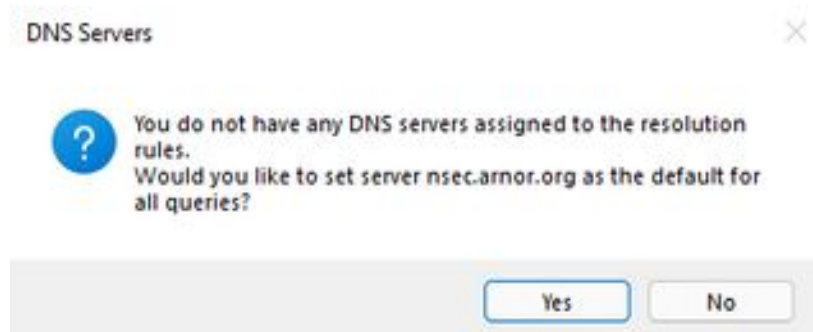 DNS Servers
You do not have any DNS servers assigned to the resolution
rules.
Would you like to set server nsec.arnor.org as the default for
all queries?
Yes
No